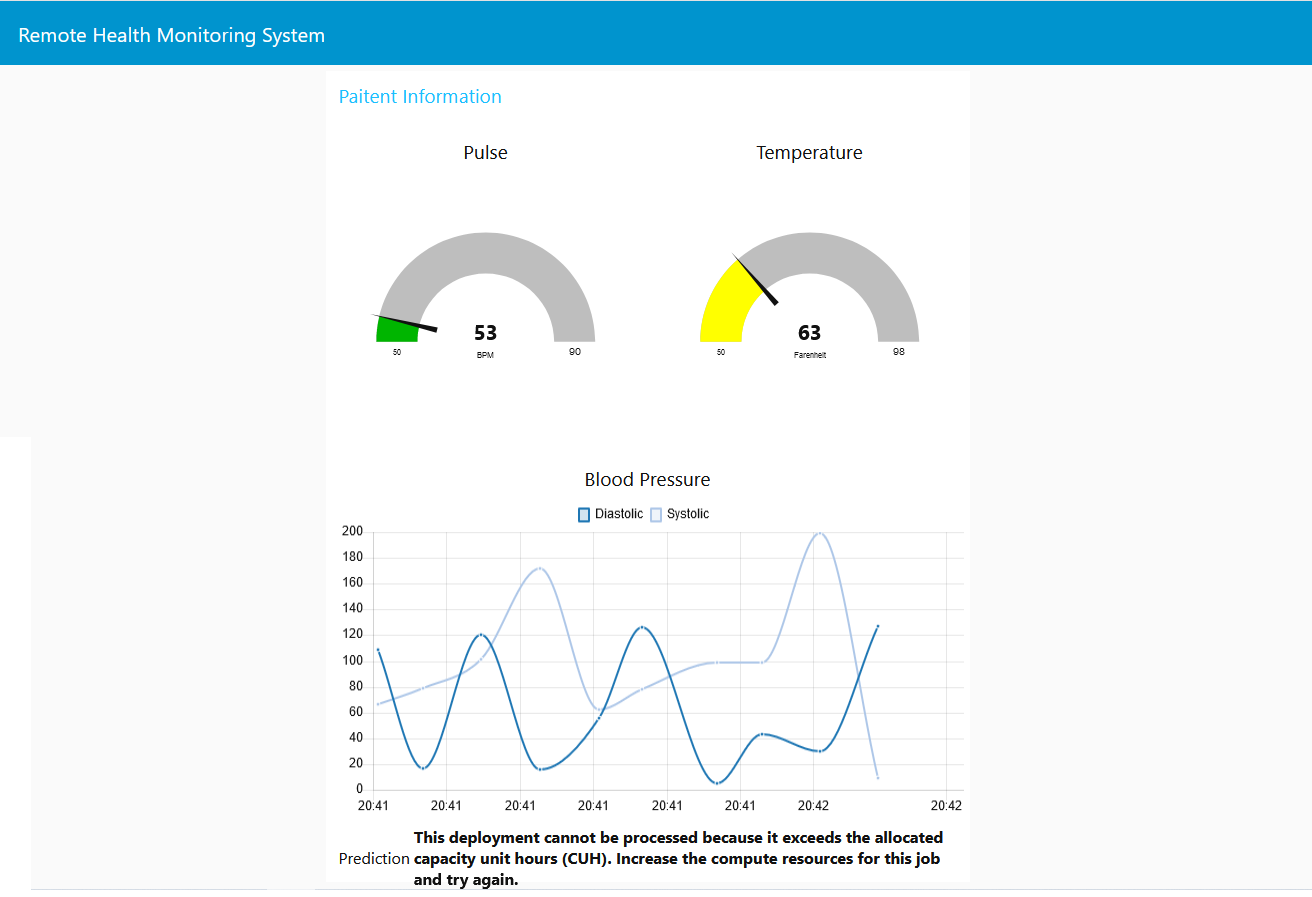 Remote Health Monitoring System
Paitent Information
Pulse
Temperature
53
BPM
50
90
63
Farenheit
50
98
Blood Pressure
Diastolic Systolic
200
180
160
140
120
100
80
60
40
20
0
20:41 20:41 20:41 20:41 20:41 20:41 20:42 20:42
This deployment cannot be processed because it exceeds the allocated
Prediction capacity unit hours (CUH). Increase the compute resources for this job
and try again.